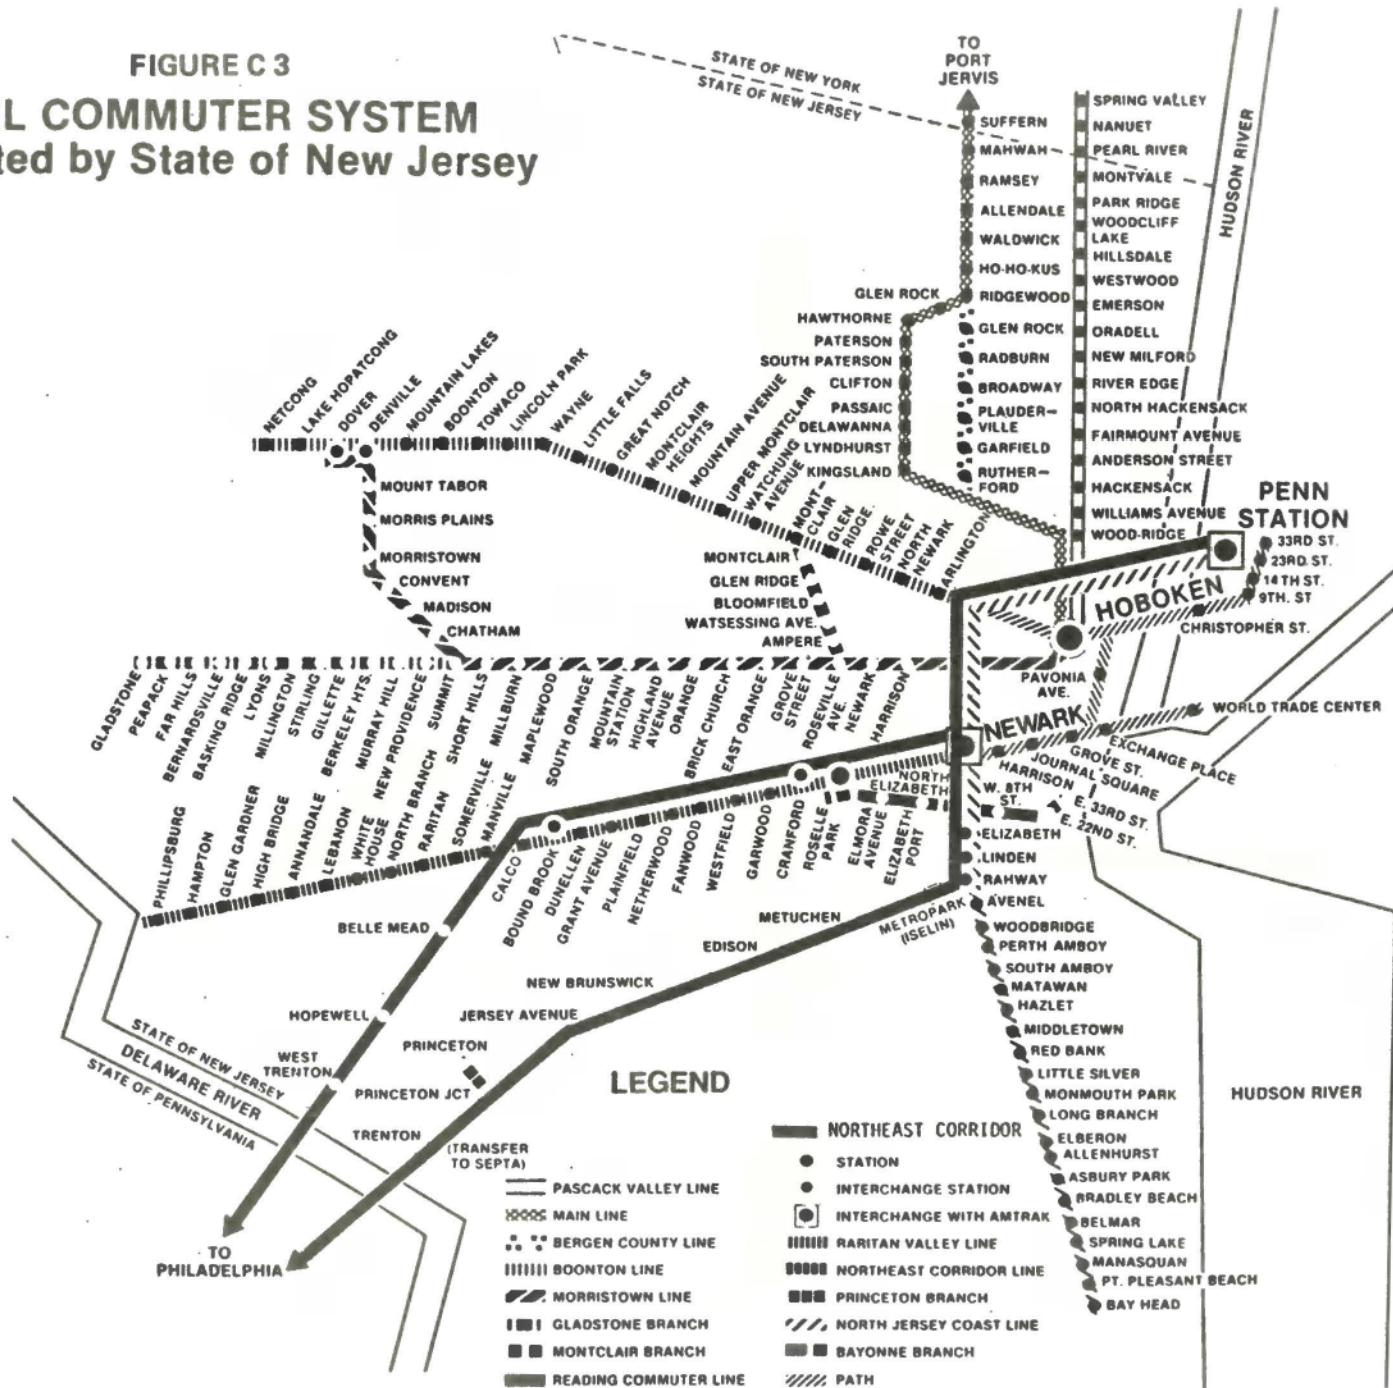 FIGURE C 3
L COMMUTER SYSTEM
ted by State of New Jersey
STATE OF NEW YORK
STATE OF NEW JERSEY
TO
PORT
JERVIS
SUFFERN
MAHWAH
RAMSEY
ALLENDALE
WALDWICK
HO-HO-KUS
RIDGEWOOD
GLEN ROCK
RADBURN
BROADWAY
PLAUDER-
VILLE
GARFIELD
RUTHER-
FORD
SPRING VALLEY
NANUET
PEARL RIVER
MONTVALE
PARK RIDGE
WOODCLIFF
LAKE
HILLSDALE
WESTWOOD
EMERSON
ORADELL
NEW MILFORD
RIVER EDGE
NORTH HACKENSACK
FAIRMOUNT AVENUE
ANDERSON STREET
HACKENSACK
WILLIAMS AVENUE
WOOD-RIDGE
HUDSON RIVER
GLEN ROCK
HAWTHORNE
PATERSON
SOUTH PATERSON
CLIFTON
PASSAIC
DELAWANNA
LYNDHURST
KINGSLAND
NETCONG
LAKE HOPATCONG
DOVER
DENVILLE
MOUNTAIN LAKES
BOONTON
TOWACO
LINCOLN PARK
WAYNE
LITTLE FALLS
GREAT NOTCH
MONTCLAIR
HEIGHTS
MOUNTAIN AVENUE
UPPER MONTCLAIR
WATCHUNG
AVENUE
MONT-
CLAIR
GLEN
RIDGE.
ROWE
STREET
NORTH
NEWARK
ARLINGTON
MOUNT TABOR
MORRIS PLAINS
MORRISTOWN
CONVENT
MADISON
CHATHAM
MONTCLAIR
GLEN RIDGE
BLOOMFIELD
WATSESSING AVE.
AMPERE
PENN
STATION
33RD ST.
23RD. ST.
14TH ST.
9TH. ST
CHRISTOPHER ST.
HOBOKEN
PAVONIA
AVE.
WORLD TRADE CENTER
EXCHANGE PLACE
GROVE ST.
JOURNAL SQUARE
HARRISON
NEWARK
GLADSTONE
PEAPACK
FAR HILLS
BERNARDSVILLE
BASKING RIDGE
LYONS
MILLINGTON
STIRLING
GILLETTE
BERKELEY HTS.
MURRAY HILL
NEW PROVIDENCE
SUMMIT
SHORT HILLS
MILLBURN
MAPLEWOOD
SOUTH ORANGE
MOUNTAIN
STATION
HIGHLAND
AVENUE
ORANGE
BRICK CHURCH
EAST ORANGE
GROVE
STREET
ROSEVILLE
AVE.
NEWARK
HARRISON
PHILLIPSBURG
HAMPTON
GLEN GARDNER
HIGH BRIDGE
ANNANDALE
LEBANON
WHITE
HOUSE
NORTH BRANCH
RARITAN
SOMERVILLE
MANVILLE
CALCO
BOUND BROOK
DUNELLEN
GRANT AVENUE
PLAINFIELD
NETHERWOOD
FANWOOD
WESTFIELD
GARWOOD
CRANFORD
ROSELLE
PARK
ELMORA
AVENUE
ELIZABETH
PORT
NORTH
ELIZABETH
W. 8TH
ST.
E. 33RD ST.
E. 22ND ST.
ELIZABETH
LINDEN
RAHWAY
AVENEL
WOODBRIDGE
PERTH AMBOY
SOUTH AMBOY
MATAWAN
HAZLET
MIDDLETOWN
RED BANK
LITTLE SILVER
MONMOUTH PARK
LONG BRANCH
ELBERON
ALLENHURST
ASBURY PARK
BRADLEY BEACH
BELMAR
SPRING LAKE
MANASQUAN
PT. PLEASANT BEACH
BAY HEAD
HUDSON RIVER
METROPARK
(ISELIN)
METUCHEN
EDISON
NEW BRUNSWICK
JERSEY AVENUE
PRINCETON
PRINCETON JCT
TRENTON
(TRANSFER
TO SEPTA)
BELLE MEAD
HOPEWELL
WEST
TRENTON
STATE OF NEW JERSEY
DELAWARE RIVER
STATE OF PENNSYLVANIA
TO
PHILADELPHIA
LEGEND
NORTHEAST CORRIDOR
STATION
INTERCHANGE STATION
INTERCHANGE WITH AMTRAK
RARITAN VALLEY LINE
NORTHEAST CORRIDOR LINE
PRINCETON BRANCH
NORTH JERSEY COAST LINE
BAYONNE BRANCH
PATH
PASCACK VALLEY LINE
MAIN LINE
BERGEN COUNTY LINE
BOONTON LINE
MORRISTOWN LINE
GLADSTONE BRANCH
MONTCLAIR BRANCH
READING COMMUTER LINE